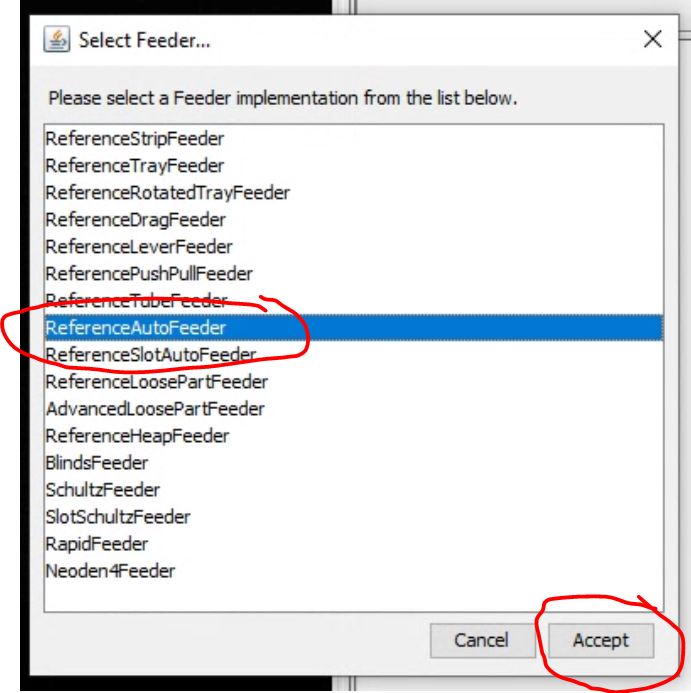 Select Feeder...
Please select a Feeder implementation from the list below.
ReferenceStripFeeder
ReferenceTrayFeeder
ReferenceRotatedTrayFeeder
ReferenceDragFeeder
ReferenceLeverFeeder
ReferencePushPullFeeder
ReferenceTubeFeeder
ReferenceAutoFeeder
ReferenceSlotAutoFeeder
ReferenceLoosePartFeeder
AdvancedLoosePartFeeder
ReferenceHeapFeeder
BlindsFeeder
SchultzFeeder
SlotSchultzFeeder
RapidFeeder
Neoden4Feeder
Cancel Accept